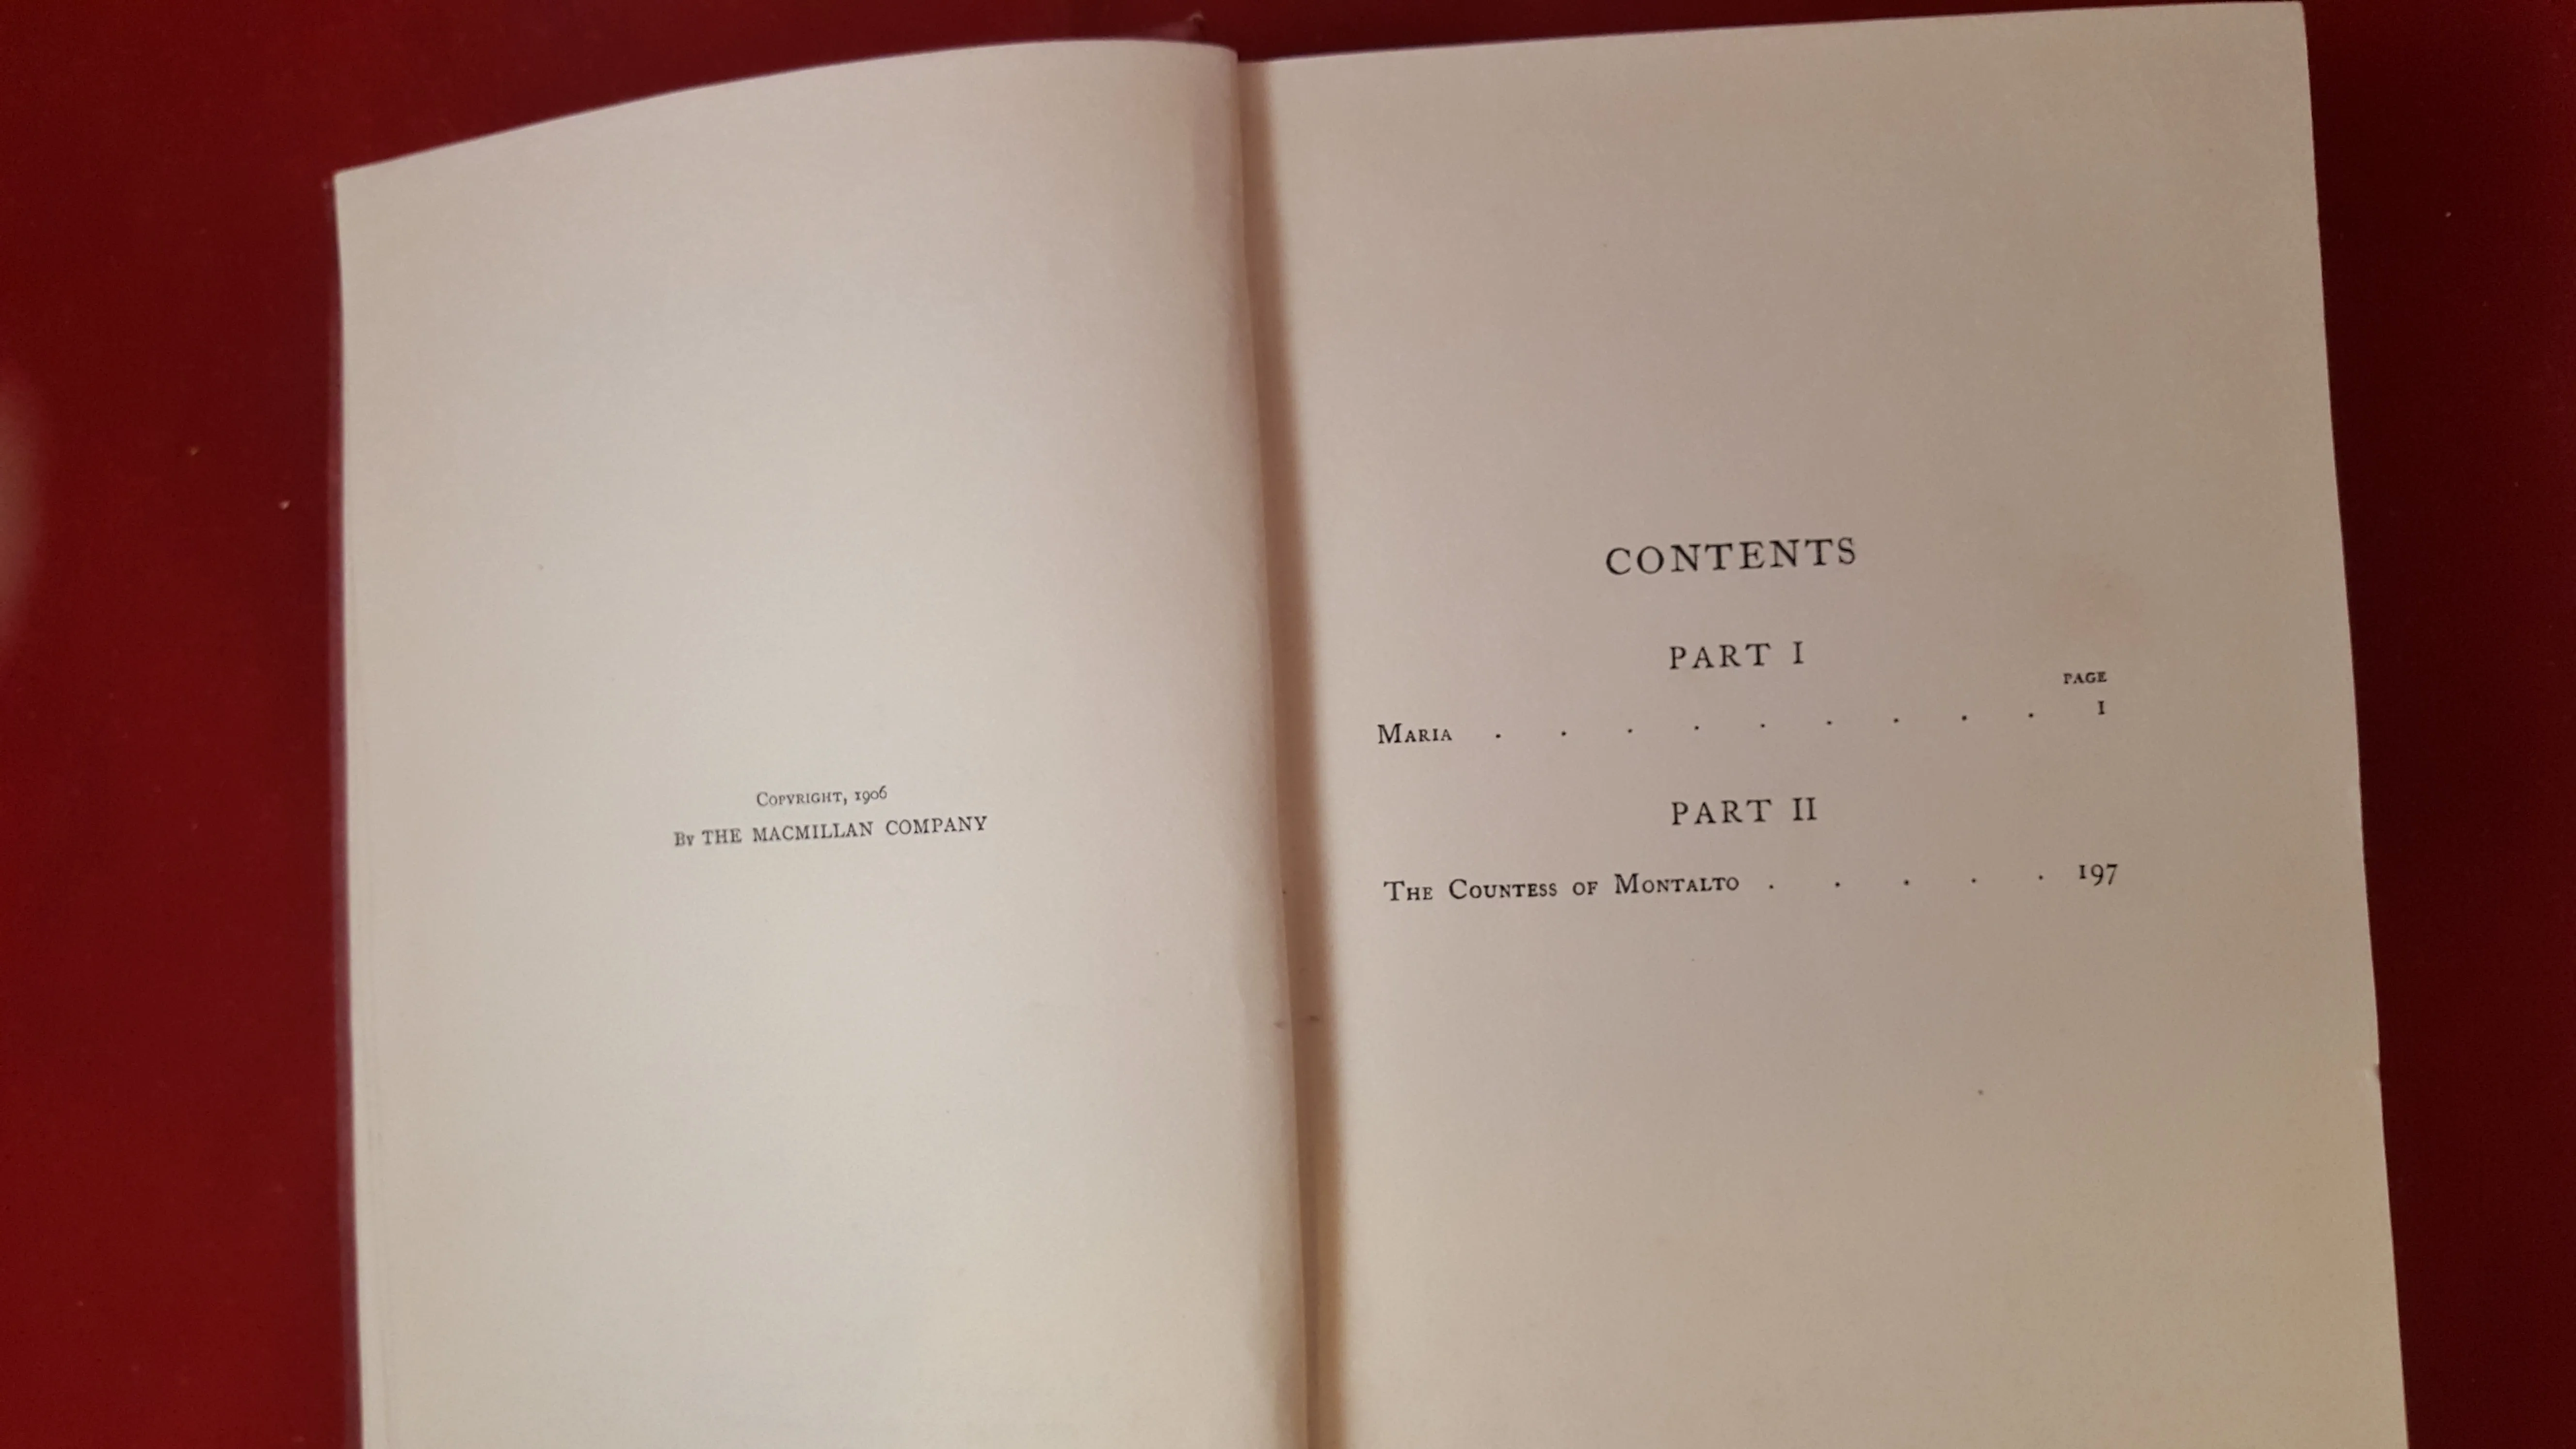 Copyright, 1906
By THE MACMILLAN COMPANY
CONTENTS
PART I
PAGE
Maria . . . . . . . . . 1
PART II
The Countess of Montalto . . . . . 197